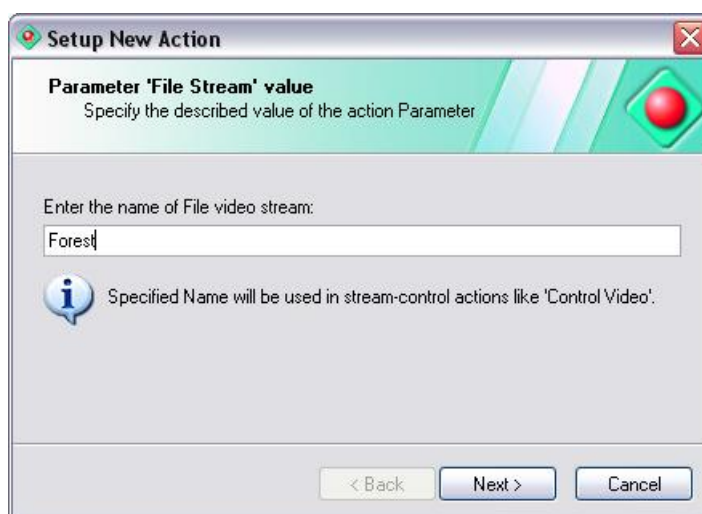 Setup New Action
Parameter 'File Stream' value
Specify the described value of the action Parameter
Enter the name of File video stream:
Forest
Specified Name will be used in stream-control actions like 'Control Video'.
< Back
Next >
Cancel